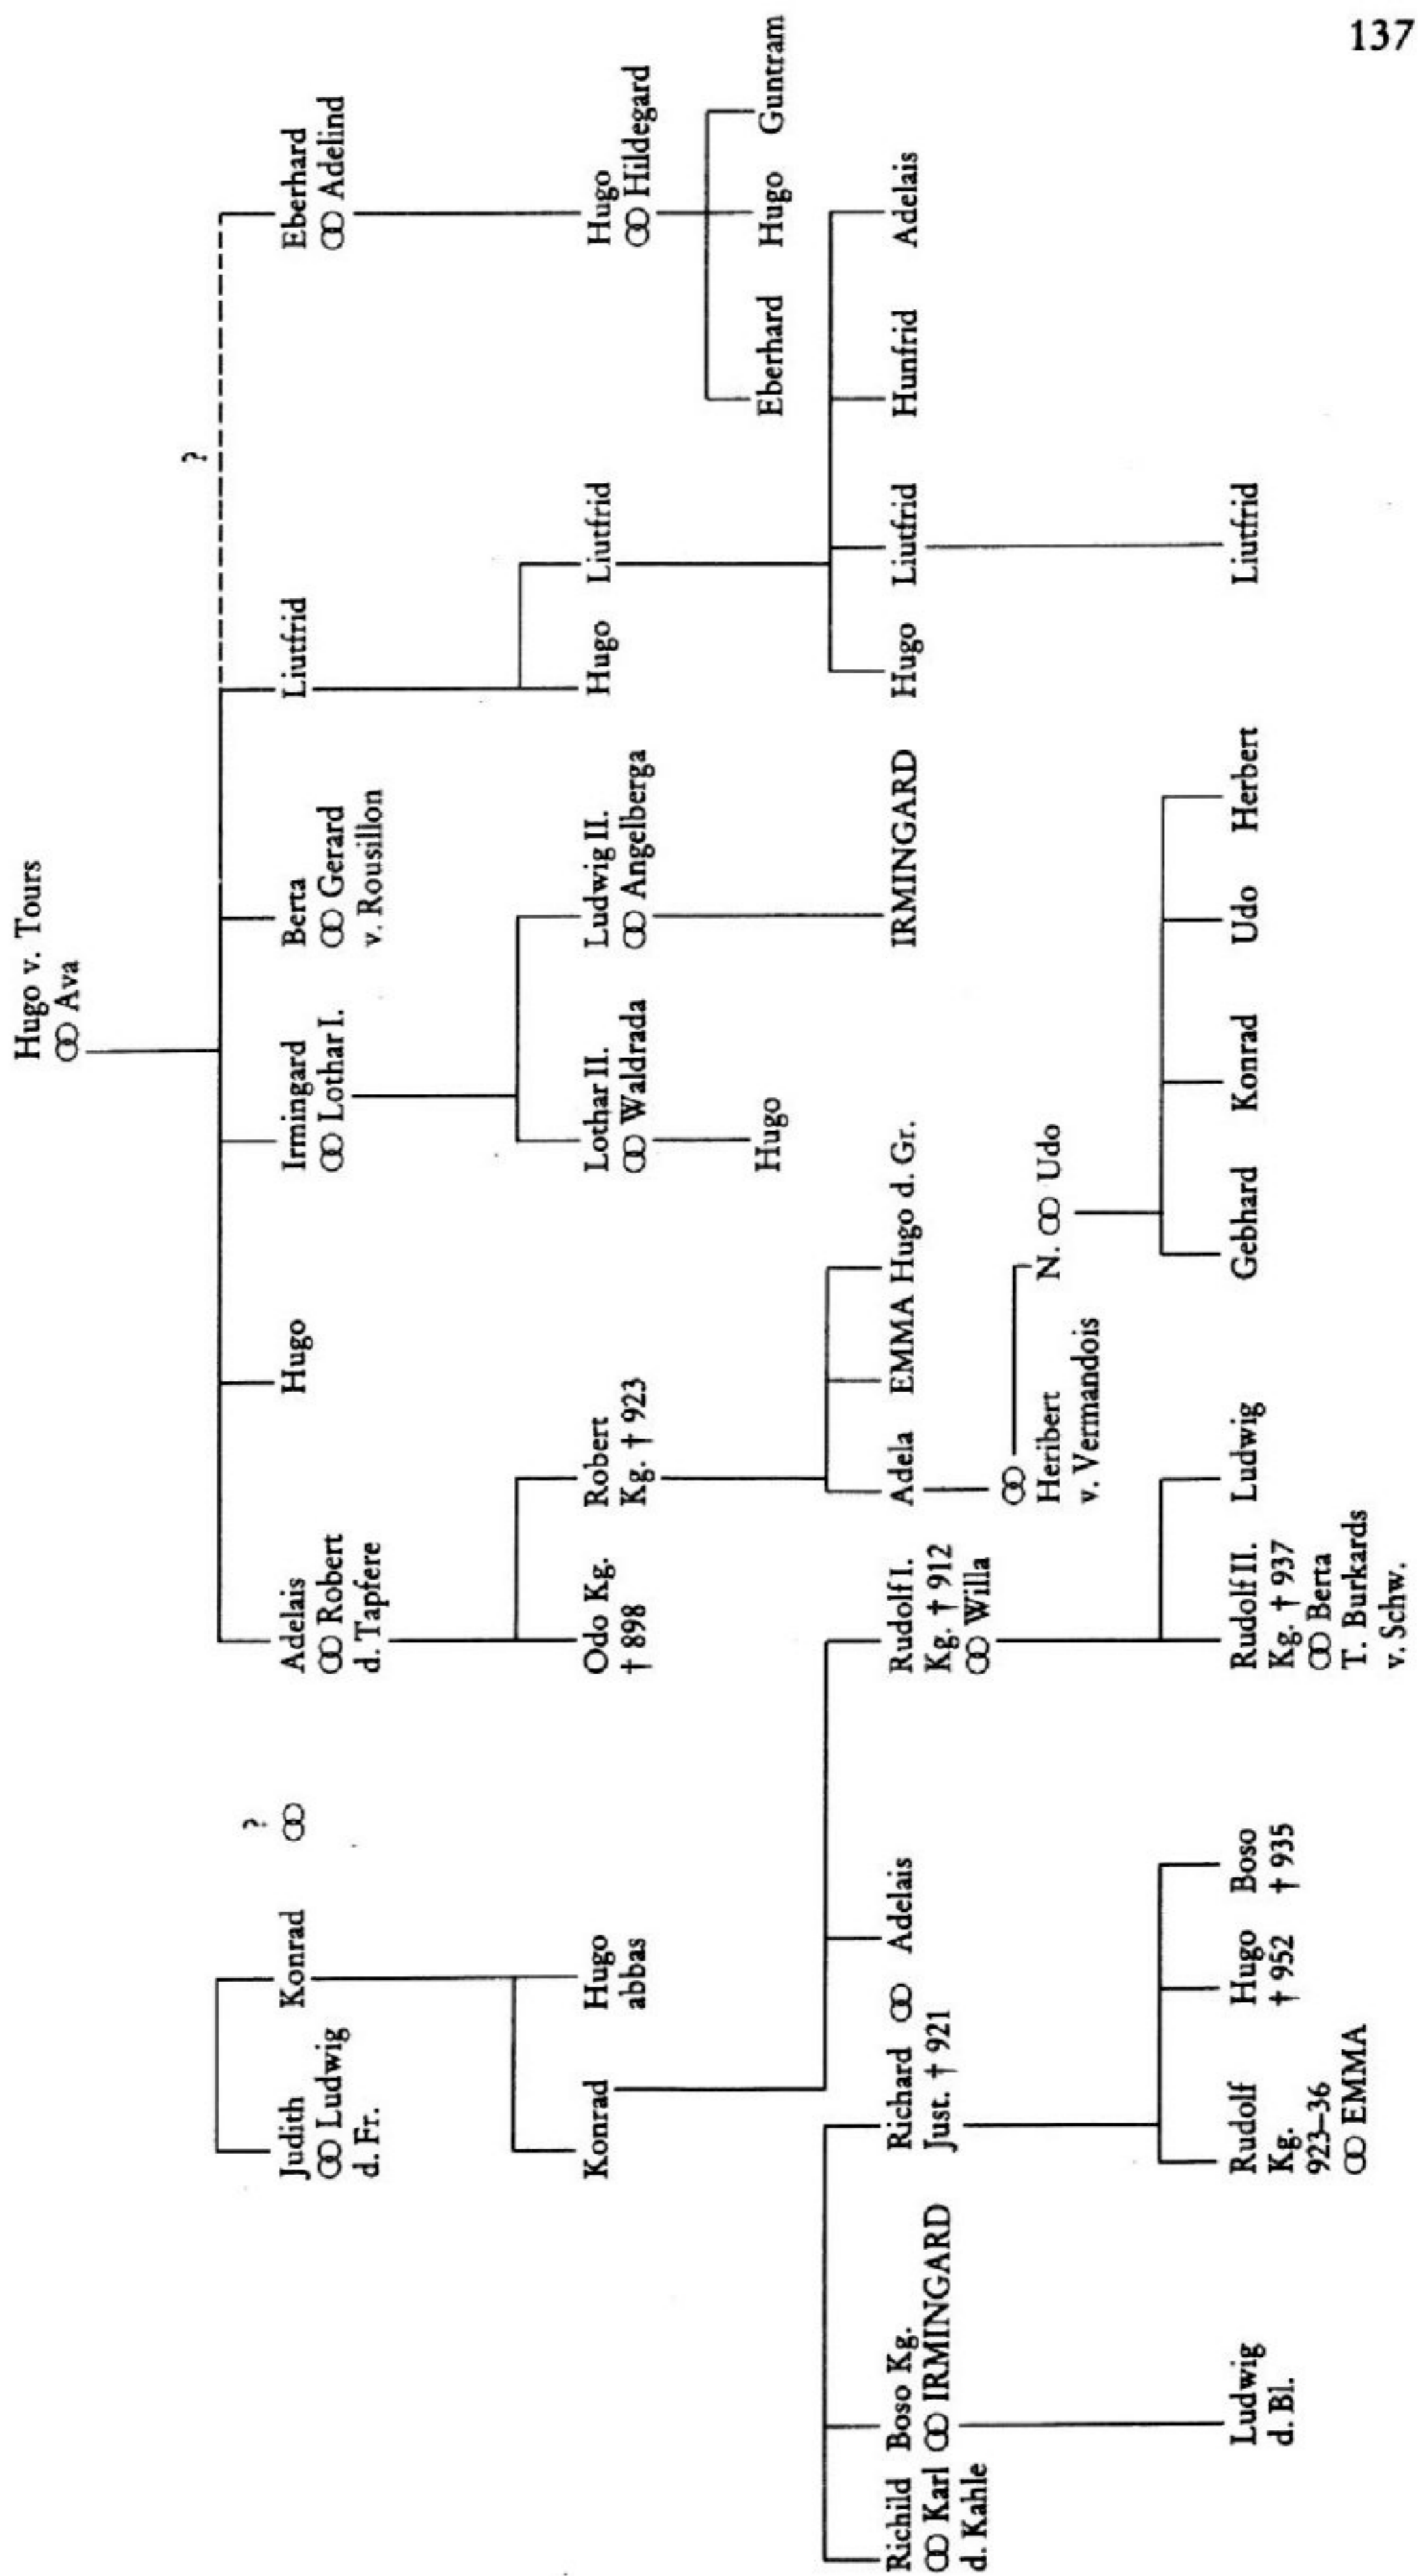 137
Hugo v. Tours
ꝏ Ava
?
?
ꝏ
Judith
ꝏ Ludwig
d. Fr.
Konrad
Adelais
ꝏ Robert
d. Tapfere
Hugo
Irmingard
ꝏ Lothar I.
Berta
ꝏ Gerard
v. Rousillon
Liutfrid
Eberhard
ꝏ Adelind
Konrad
Hugo
abbas
Odo Kg.
† 898
Robert
Kg. † 923
Lothar II.
ꝏ Waldrada
Ludwig II.
ꝏ Angelberga
Hugo
Liutfrid
Hugo
ꝏ Hildegard
Hugo
Eberhard
Hugo
Guntram
Richild
ꝏ Karl
d. Kahle
Boso Kg.
ꝏ IRMINGARD
Richard ꝏ Adelais
Just. † 921
Rudolf I.
Kg. † 912
ꝏ Willa
Adela
EMMA
Hugo d. Gr.
IRMINGARD
Hugo
Liutfrid
Hunfrid
Adelais
ꝏ
Heribert
v. Vermandois
N. ꝏ Udo
Ludwig
d. Bl.
Rudolf
Kg.
923–36
ꝏ EMMA
Hugo
† 952
Boso
† 935
Rudolf II.
Kg. † 937
ꝏ Berta
T. Burkards
v. Schw.
Ludwig
Gebhard
Konrad
Udo
Herbert
Liutfrid